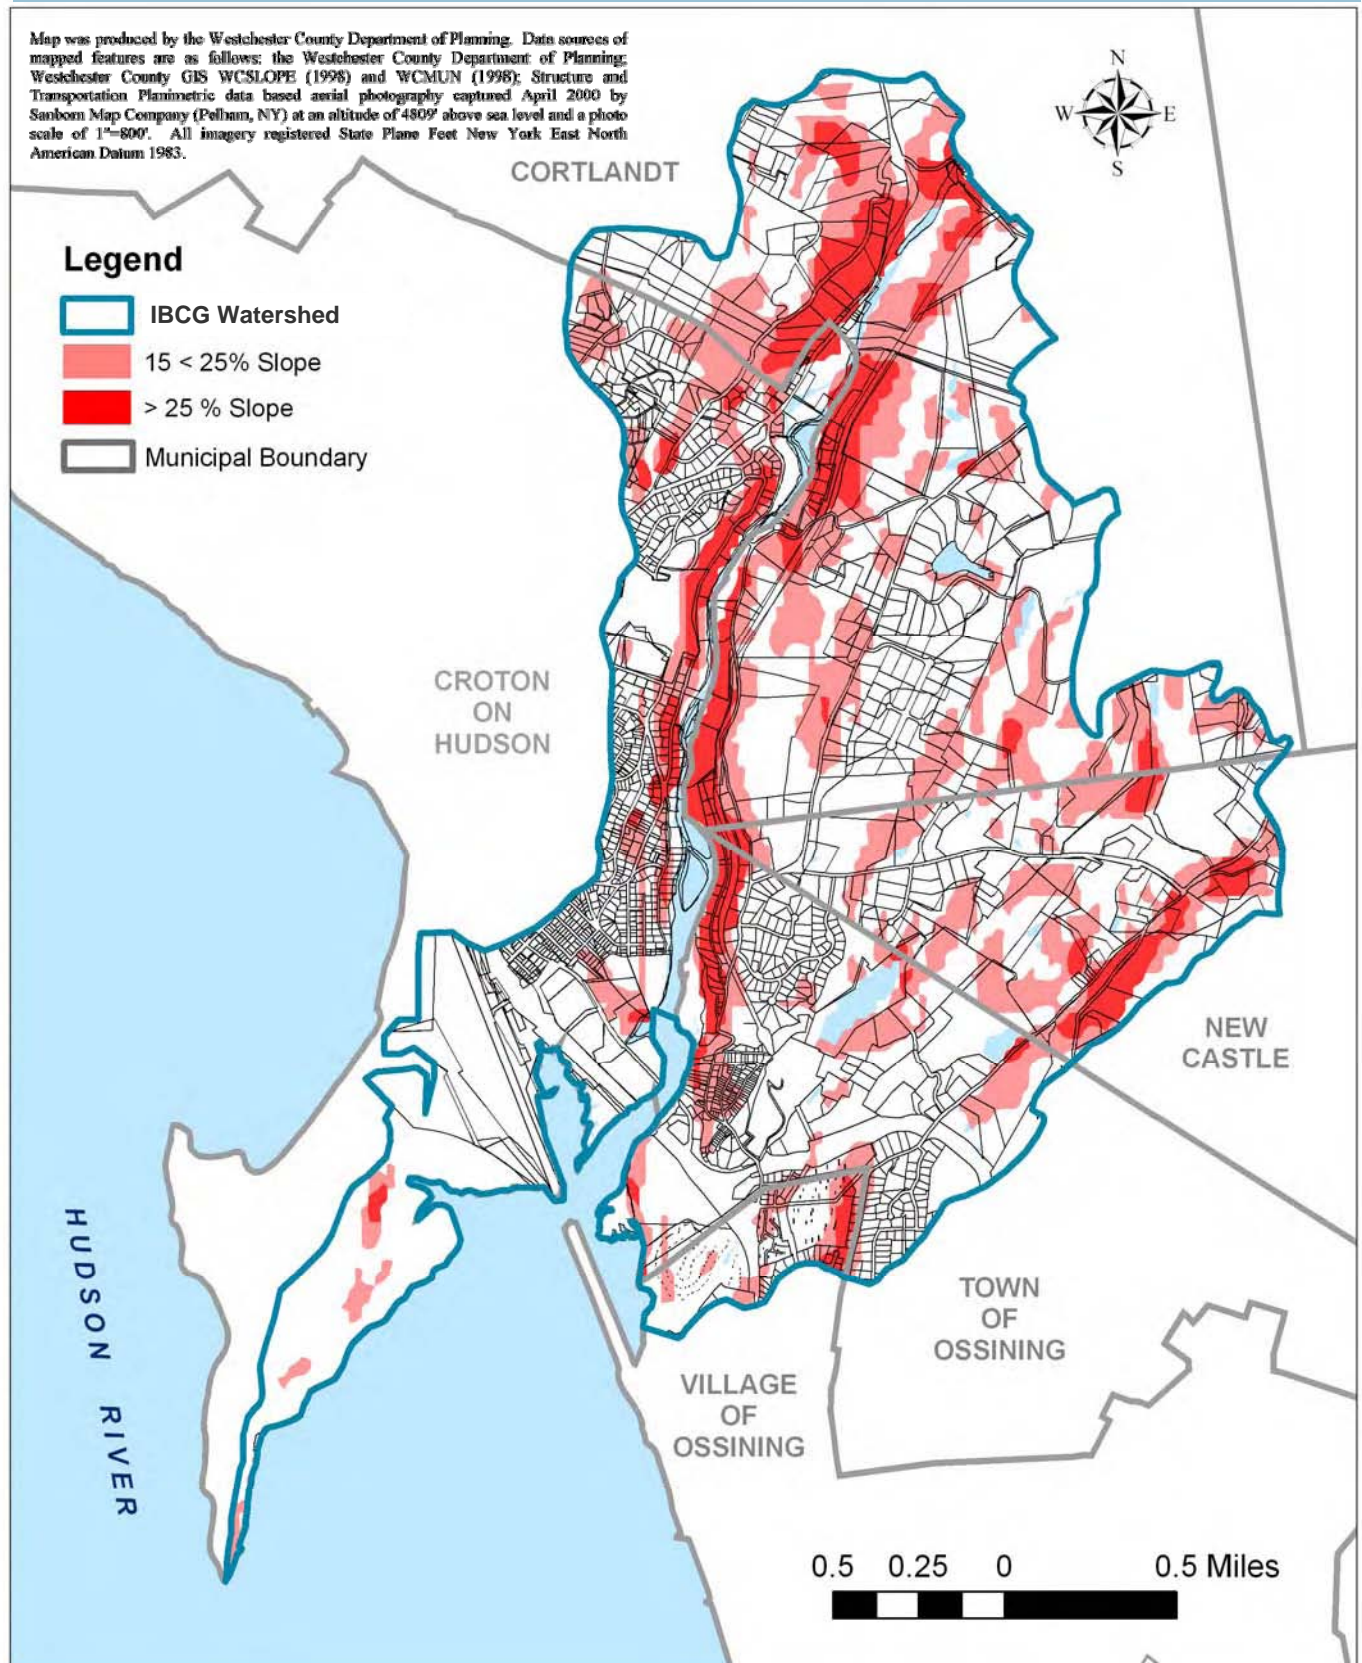 Map was produced by the Westchester County Department of Planning. Data sources of
mapped features are as follows: the Westchester County Department of Planning;
Westchester County GIS WCSLOPE (1998) and WCMUN (1998); Structure and
Transportation Planimetric data based aerial photography captured April 2000 by
Sanborn Map Company (Pelham, NY) at an altitude of 4809' above sea level and a photo
scale of 1"=800'. All imagery registered State Plane Feet New York East North
American Datum 1983.
N
W E
S
CORTLANDT
Legend
IBCG Watershed
15 < 25% Slope
> 25 % Slope
Municipal Boundary
CROTON
ON
HUDSON
NEW
CASTLE
HUDSON RIVER
TOWN
OF
OSSINING
VILLAGE
OF
OSSINING
0.5 0.25 0 0.5 Miles